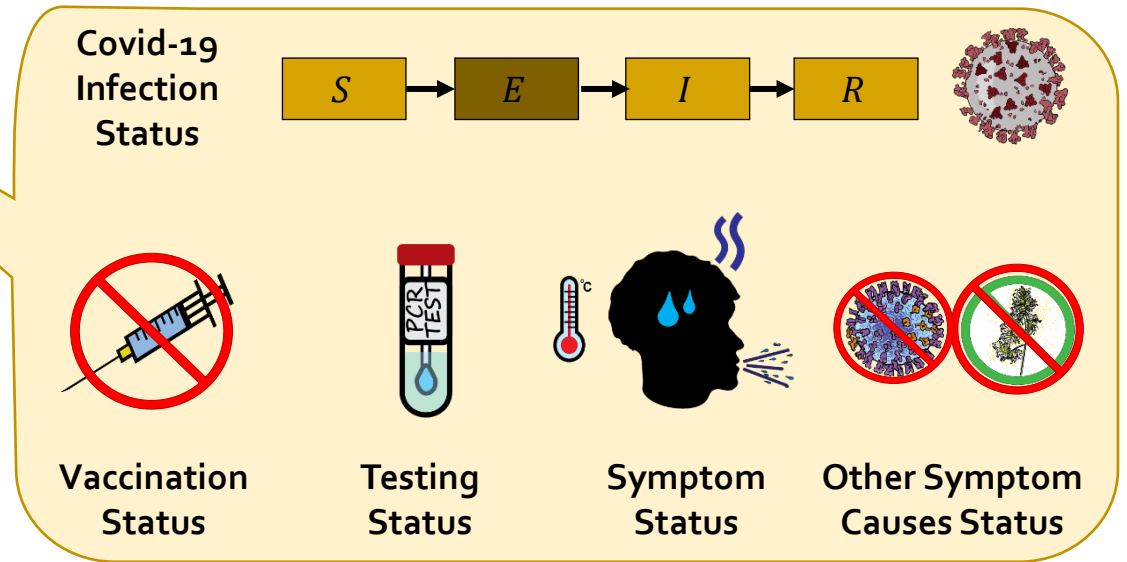 Covid-19
Infection
Status
S E I R
°C
PCR
TEST
Vaccination
Status
Testing
Status
Symptom
Status
Other Symptom
Causes Status